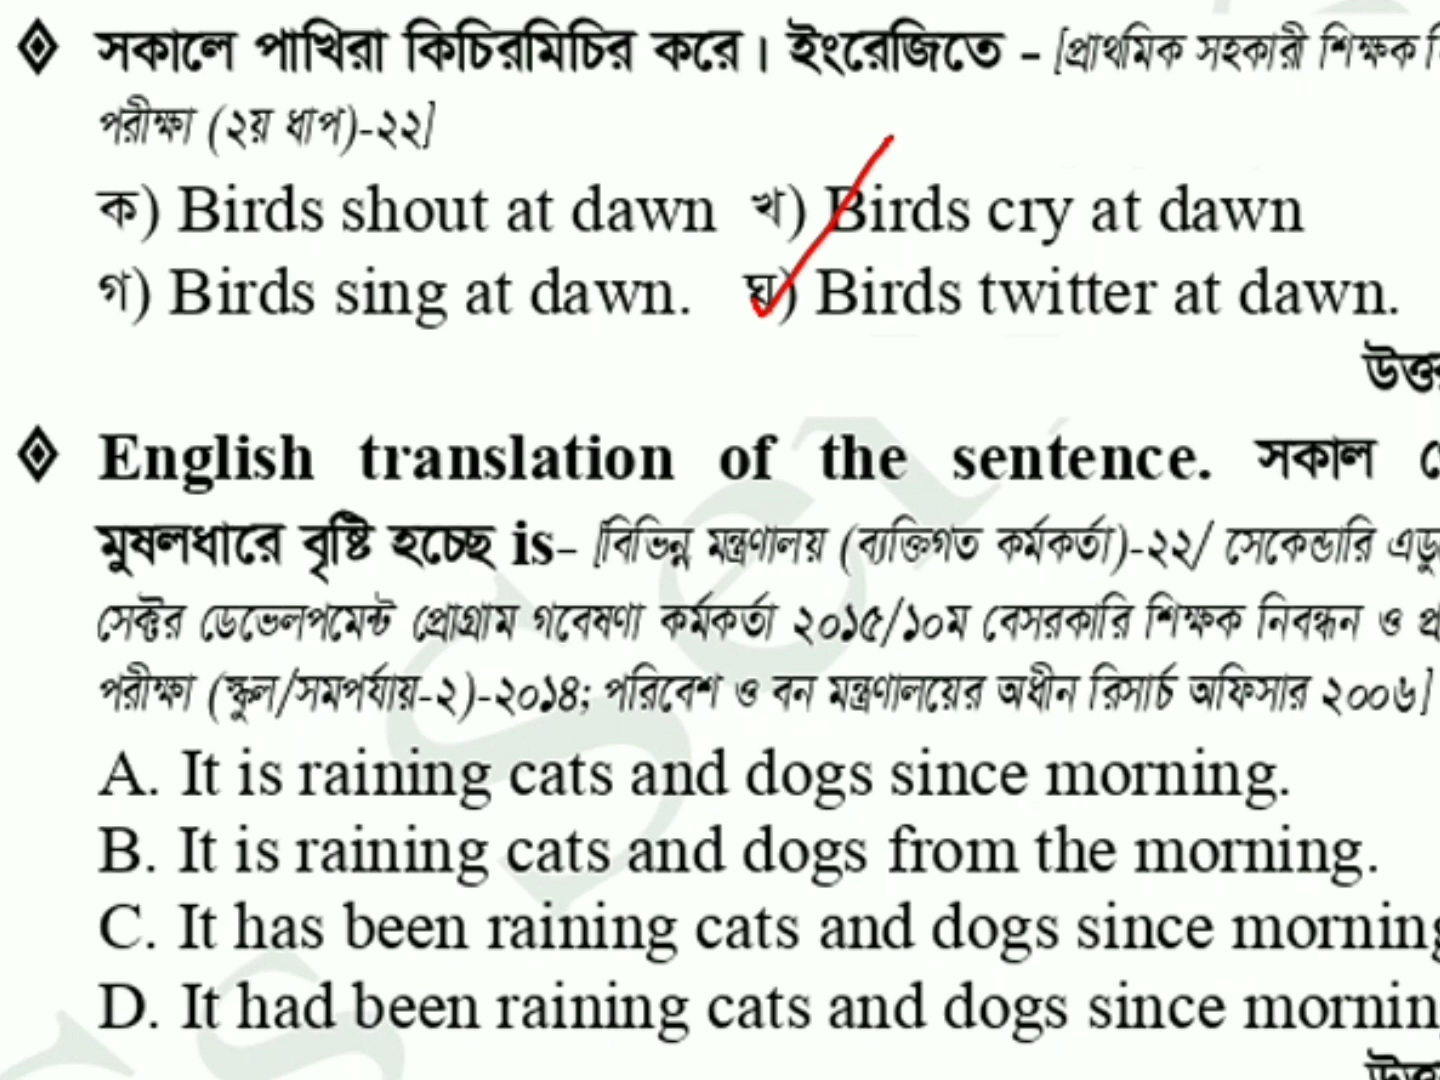 সকালে পাখিরা কিচিরমিচির করে। ইংরেজিতে – [প্রাথমিক সহকারী শিক্ষক
পরীক্ষা (২য় ধাপ)-২২]
ক) Birds shout at dawn খ) Birds cry at dawn
গ) Birds sing at dawn. ঘ) Birds twitter at dawn.
English translation of the sentence. সকাল
মুষলধারে বৃষ্টি হচ্ছে is– [বিভিন্ন মন্ত্রণালয় (ব্যক্তিগত কর্মকর্তা)-২২/ সেকেন্ডারি
সেক্টর ডেভেলপমেন্ট প্রোগ্রাম গবেষণা কর্মকর্তা ২০১৫/১০ম বেসরকারি শিক্ষক নিবন্ধন ও
পরীক্ষা (স্কুল/সমপর্যায়-২)-২০১৪; পরিবেশ ও বন মন্ত্রণালয়ের অধীন রিসার্চ অফিসার ২০০৬]
A. It is raining cats and dogs since morning.
B. It is raining cats and dogs from the morning.
C. It has been raining cats and dogs since morning
D. It had been raining cats and dogs since